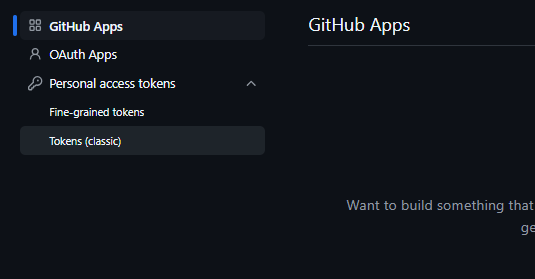 GitHub Apps
OAuth Apps
Personal access tokens
Fine-grained tokens
Tokens (classic)
GitHub Apps
Want to build something that
ge